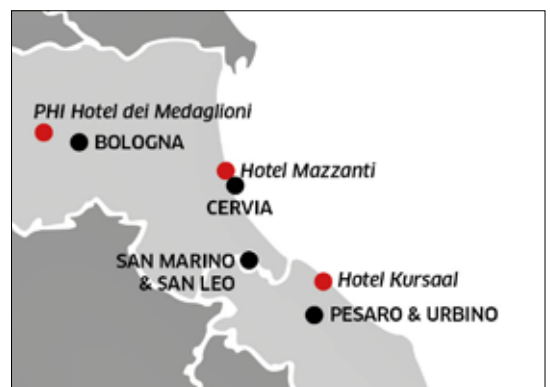 PHI Hotel dei Medaglioni
BOLOGNA
Hotel Mazzanti
CERVIA
SAN MARINO
& SAN LEO
Hotel Kursaal
PESARO & URBINO